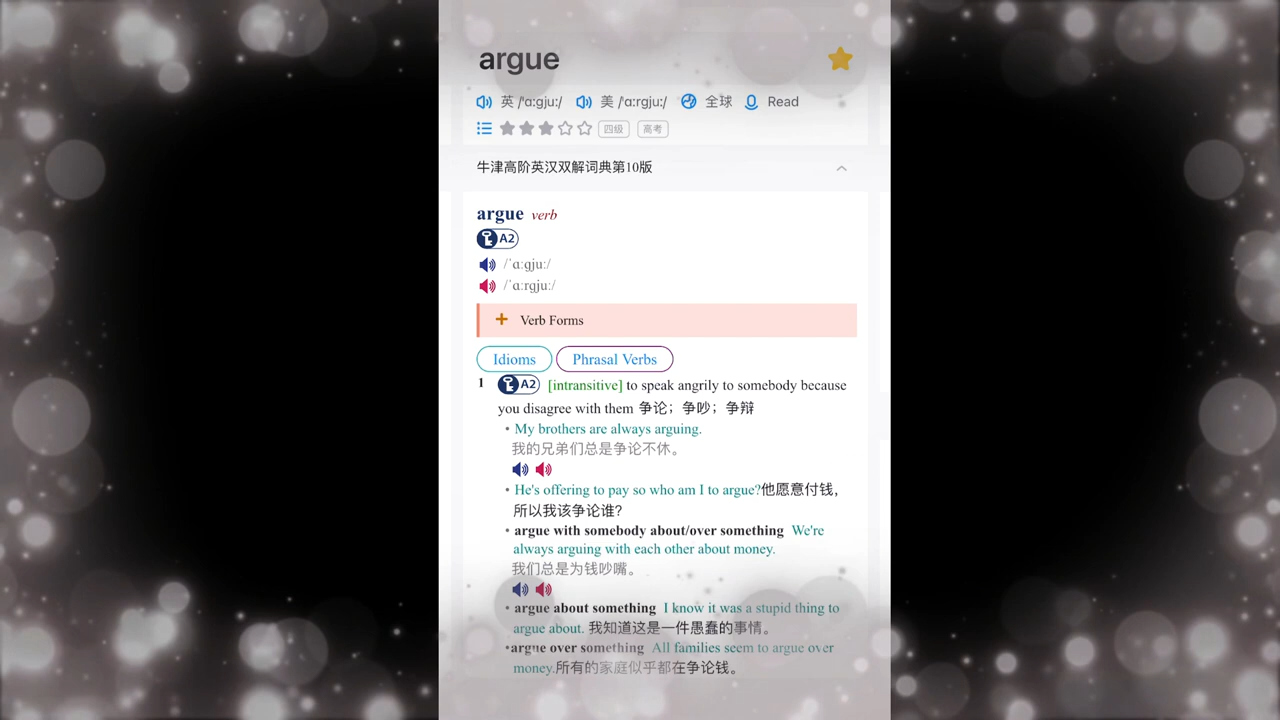 argue
英 /'ɑːgjuː/ 美 /'ɑːrgjuː/ 全球 Read
四级 高考
牛津高阶英汉双解词典第10版
argue verb
A2
/ˈɑːɡjuː/
/ˈɑːrɡjuː/
+ Verb Forms
Idioms Phrasal Verbs
1 A2 [intransitive] to speak angrily to somebody because
you disagree with them 争论；争吵；争辩
• My brothers are always arguing.
我的兄弟们总是争论不休。
• He's offering to pay so who am I to argue?他愿意付钱，
所以我该争论谁?
• argue with somebody about/over something We're
always arguing with each other about money.
我们总是为钱吵嘴。
• argue about something I know it was a stupid thing to
argue about. 我知道这是一件愚蠢的事情。
•argue over something All families seem to argue over
money.所有的家庭似乎都在争论钱。